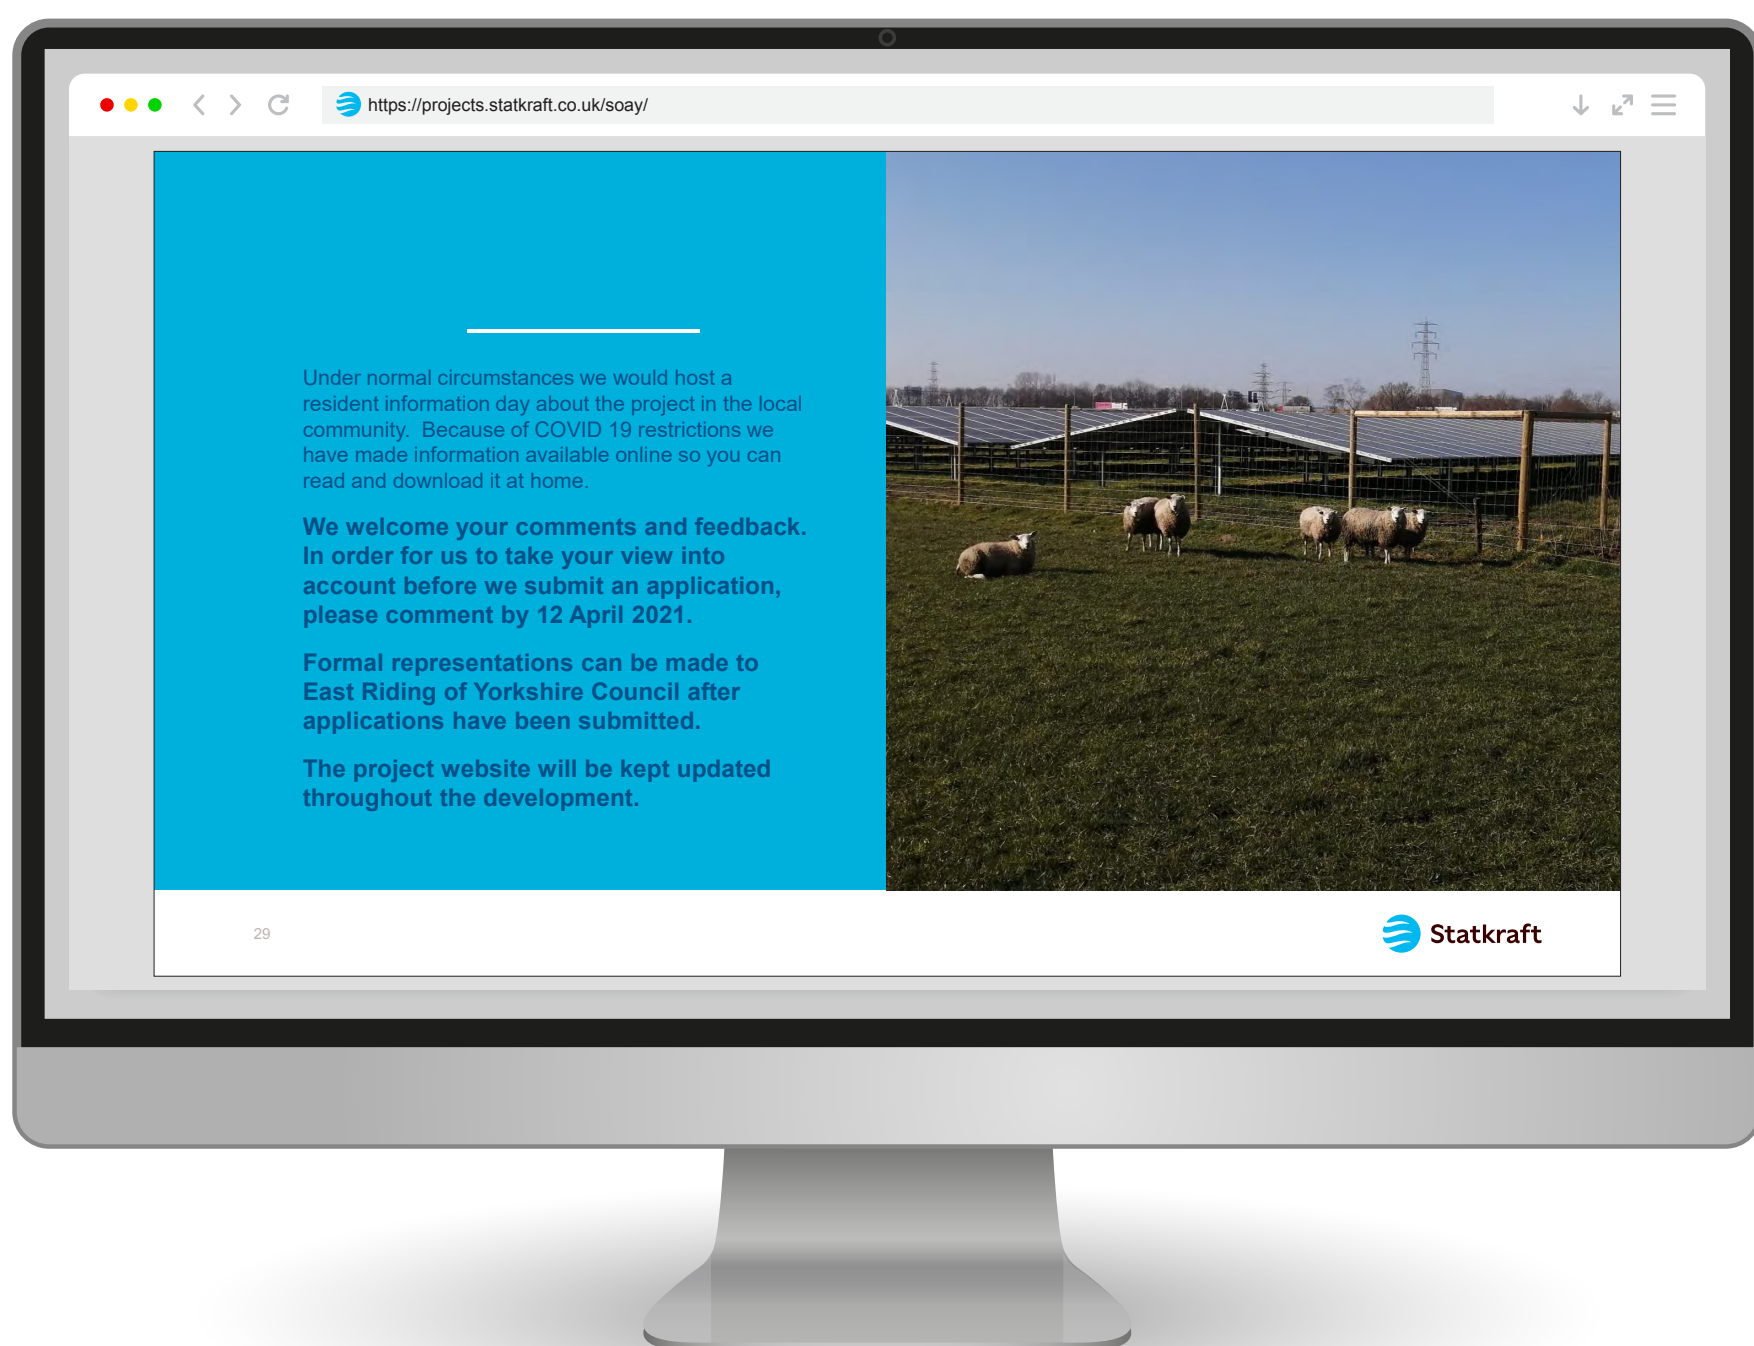 https://projects.statkraft.co.uk/soay/
Under normal circumstances we would host a
resident information day about the project in the local
community.  Because of COVID 19 restrictions we
have made information available online so you can
read and download it at home.
We welcome your comments and feedback.
In order for us to take your view into
account before we submit an application,
please comment by 12 April 2021.
Formal representations can be made to
East Riding of Yorkshire Council after
applications have been submitted.
The project website will be kept updated
throughout the development.
29
Statkraft